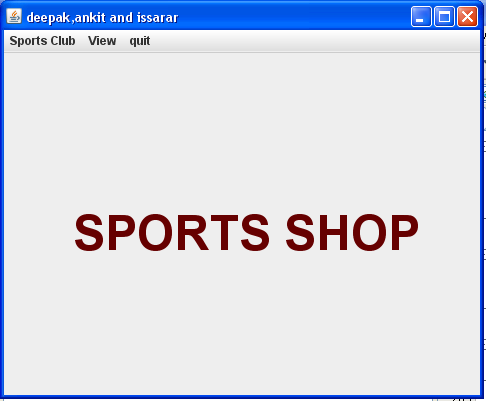 deepak,ankit and issarar
Sports Club View quit
SPORTS SHOP